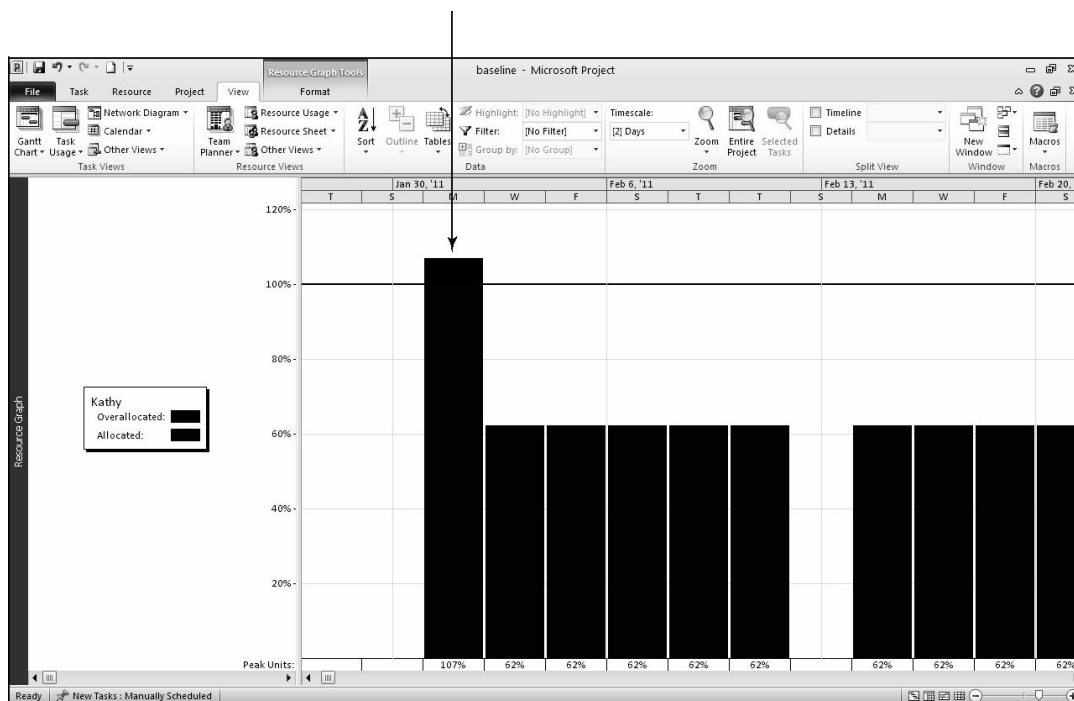 Resource Graph Tools
baseline - Microsoft Project
File Task Resource Project View Format
Gantt Chart
Task Usage
Network Diagram
Calendar
Other Views
Task Views
Team Planner
Resource Usage
Resource Sheet
Other Views
Resource Views
Sort
Outline
Tables
Highlight: [No Highlight]
Filter: [No Filter]
Group by: [No Group]
Data
Timescale:
[2] Days
Zoom
Entire Project
Selected Tasks
Zoom
Timeline
Details
Split View
New Window
Window
Macros
Macros
Jan 30, '11 Feb 6, '11 Feb 13, '11 Feb 20,
T S M W F S T T S M W F S
120%
100%
80%
60%
40%
20%
Resource Graph
Kathy
Overallocated:
Allocated:
Peak Units: 107% 62% 62% 62% 62% 62% 62% 62% 62% 62%
Ready New Tasks : Manually Scheduled